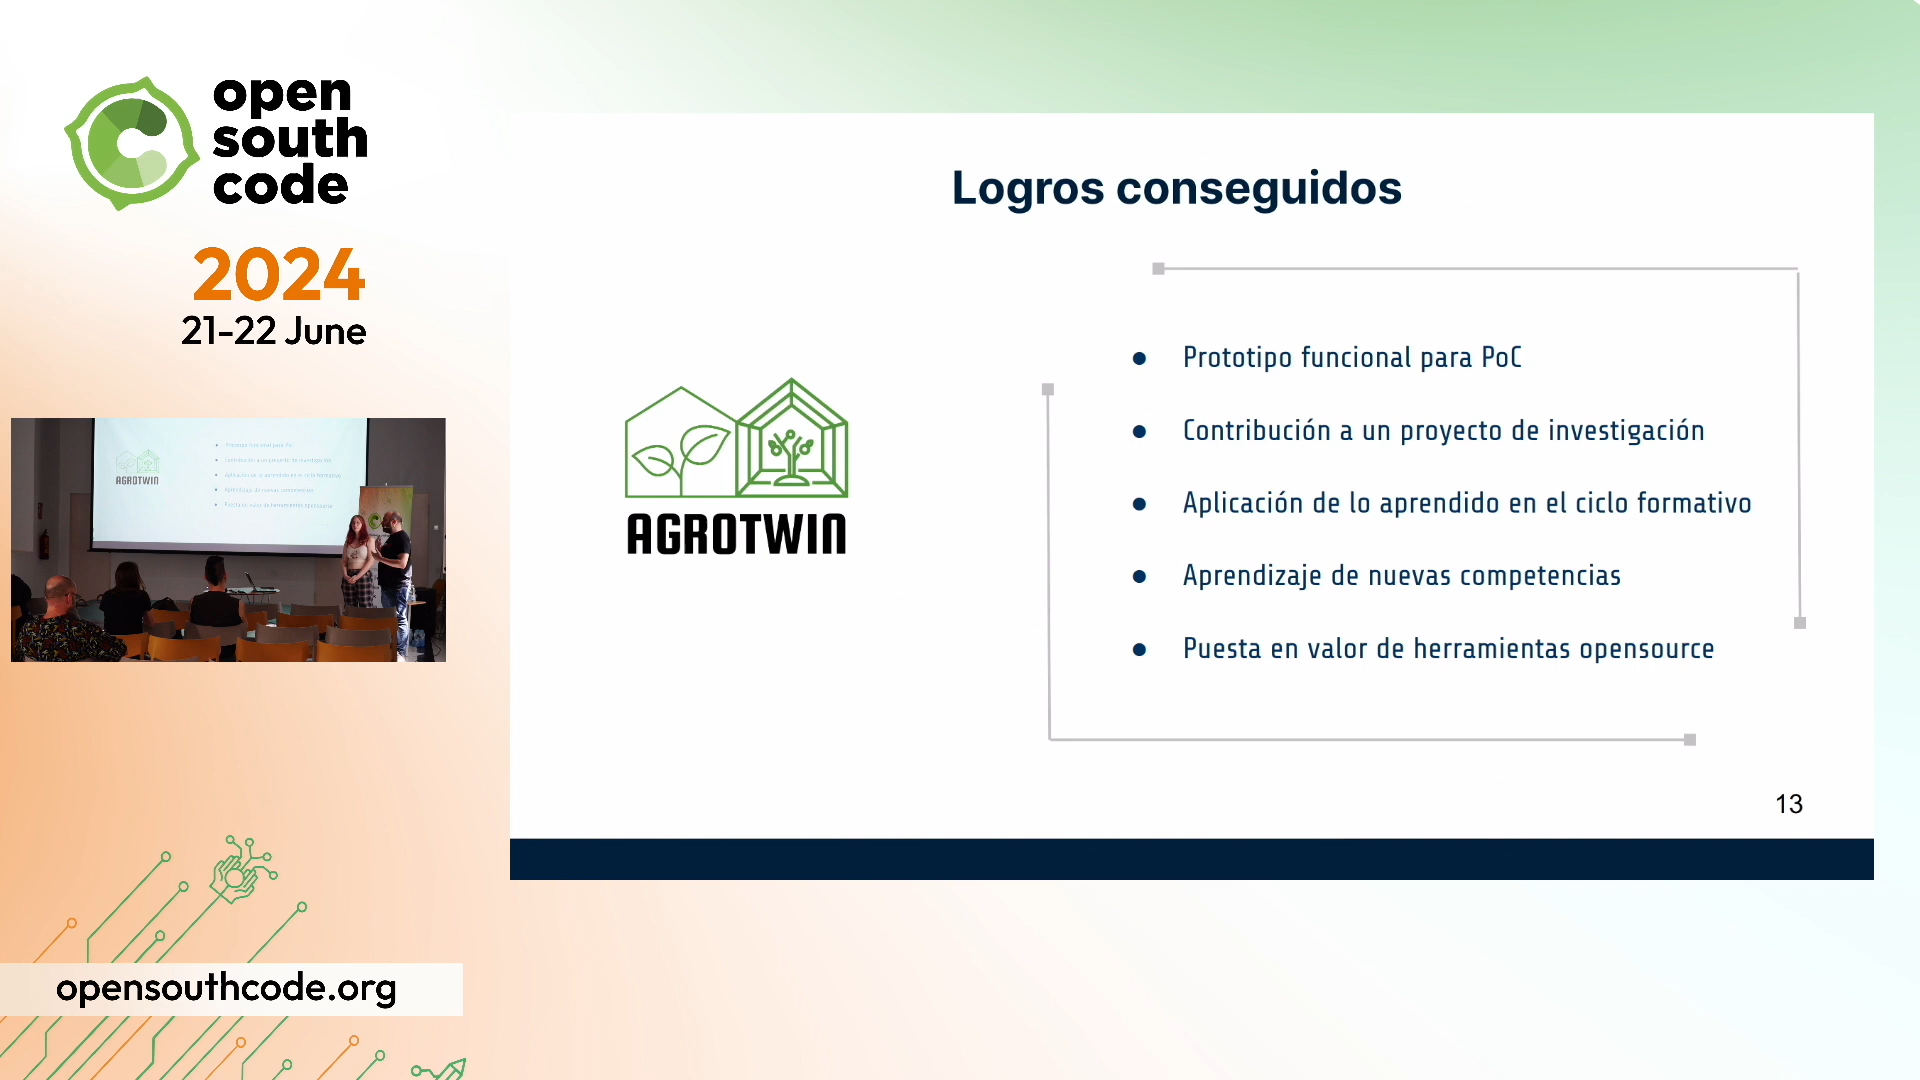 open
south
code
2024
21-22 June
Logros conseguidos
AGROTWIN
● Prototipo funcional para PoC
● Contribución a un proyecto de investigación
● Aplicación de lo aprendido en el ciclo formativo
● Aprendizaje de nuevas competencias
● Puesta en valor de herramientas opensource
13
AGROTWIN
opensouthcode.org